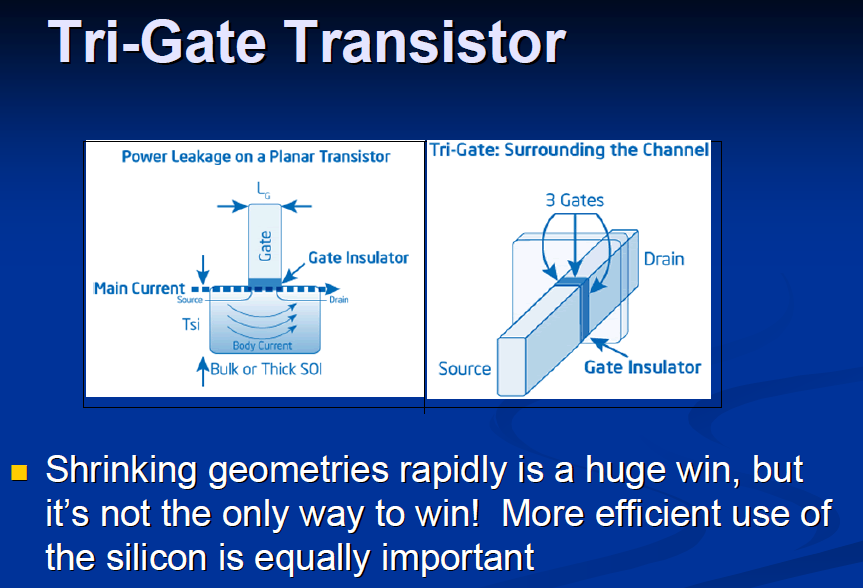 Tri-Gate Transistor
Power Leakage on a Planar Transistor
L_G
Gate
Gate Insulator
Main Current
Source
Drain
Tsi
Body Current
Bulk or Thick SOI
Tri-Gate: Surrounding the Channel
3 Gates
Drain
Source
Gate Insulator
Shrinking geometries rapidly is a huge win, but
it’s not the only way to win!  More efficient use of
the silicon is equally important